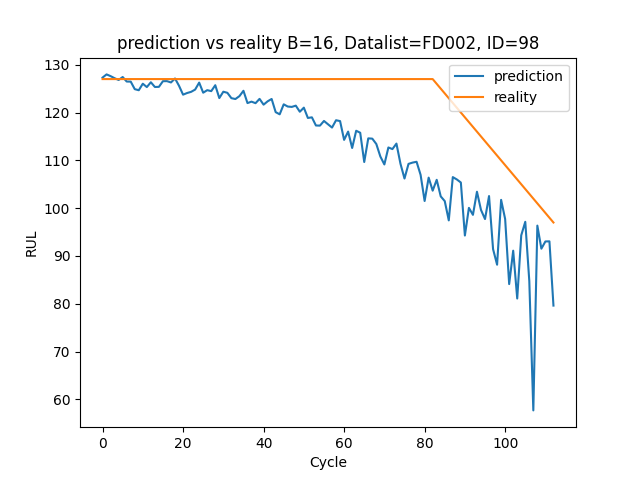 prediction vs reality B=16, Datalist=FD002, ID=98
130
120
110
100
90
80
70
60
RUL
prediction
reality
0
20
40
60
80
100
Cycle